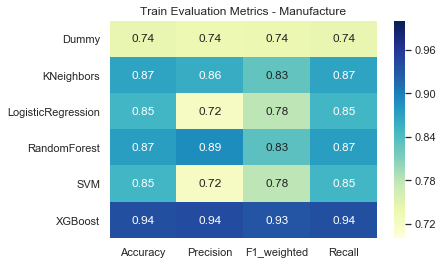 Train Evaluation Metrics - Manufacture
Dummy 0.74 0.74 0.74 0.74
KNeighbors 0.87 0.86 0.83 0.87
LogisticRegression 0.85 0.72 0.78 0.85
RandomForest 0.87 0.89 0.83 0.87
SVM 0.85 0.72 0.78 0.85
XGBoost 0.94 0.94 0.93 0.94
Accuracy Precision F1_weighted Recall
0.96
0.90
0.84
0.78
0.72